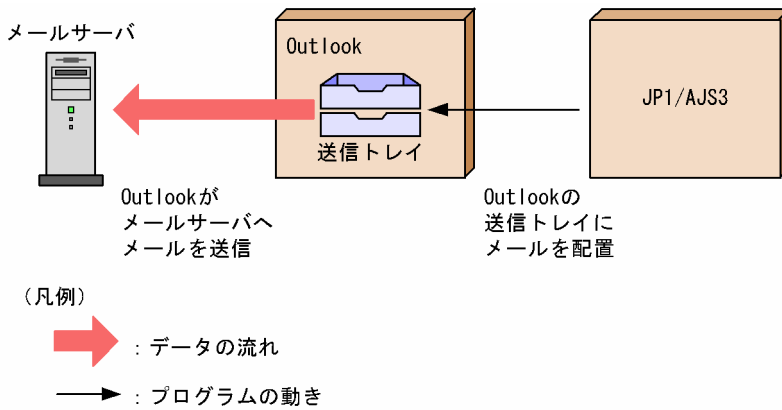 メールサーバ
Outlook
JP1/AJS3
送信トレイ
Outlookが
メールサーバへ
メールを送信
Outlookの
送信トレイに
メールを配置
(凡例)
：データの流れ
：プログラムの動き